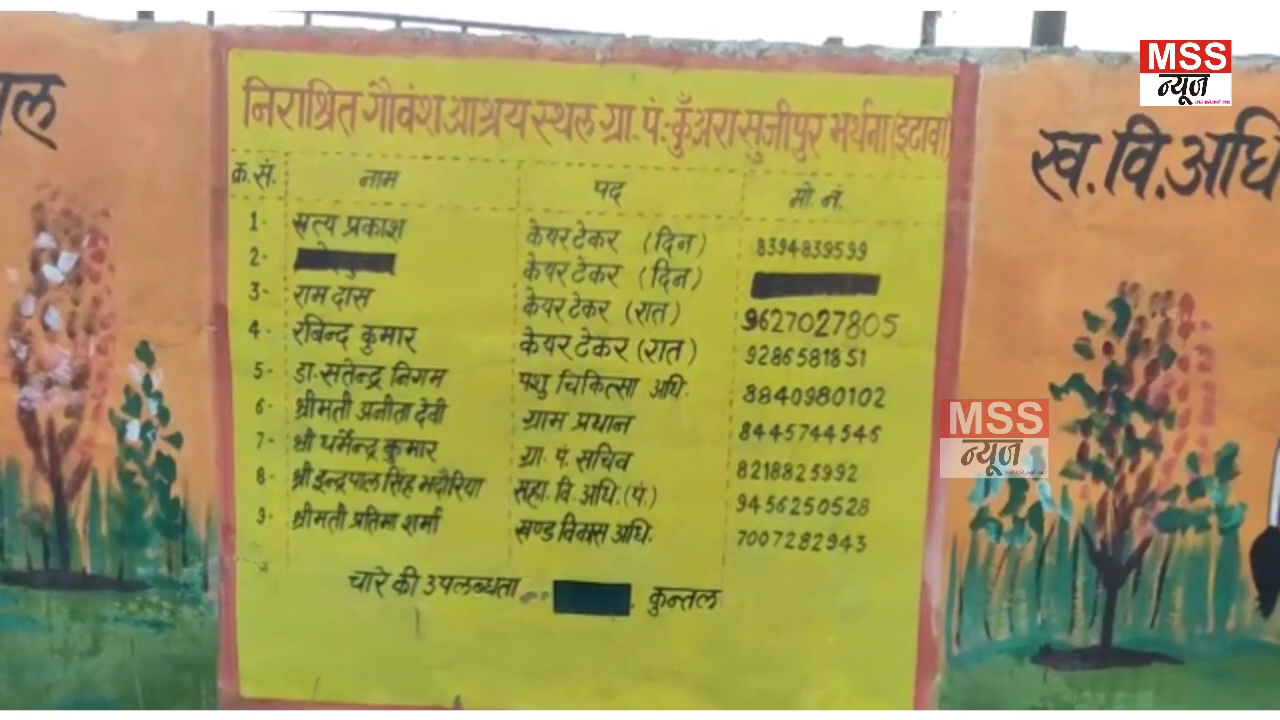 MSS
न्यूज
निराश्रित गौवंश आश्रय स्थल ग्रा. पं. कुँअरा सुजीपुर भर्थना (इटावा)
क्र.सं. नाम पद मो. नं.
1- सत्य प्रकाश केयर टेकर (दिन) 8394839599
2- केयर टेकर (दिन)
3- राम दास केयर टेकर (रात) 9627027805
4- रबिन्द कुमार केयर टेकर (रात) 9286581851
5- डा. सतेन्द्र निगम पशु चिकित्सा अधि. 8840980102
6- श्रीमती अनीता देवी ग्राम प्रधान 8445744546
7- श्री धर्मेन्द्र कुमार ग्रा. पं. सचिव 8218825992
8- श्री इन्द्रपाल सिंह भदौरिया सहा. वि. अधि. (पं.) 9456250528
9- श्रीमती प्रतिमा शर्मा खण्ड विकास अधि. 7007282943
चारे की उपलब्धता -- कुन्तल
ख. वि. अधि
MSS
न्यूज